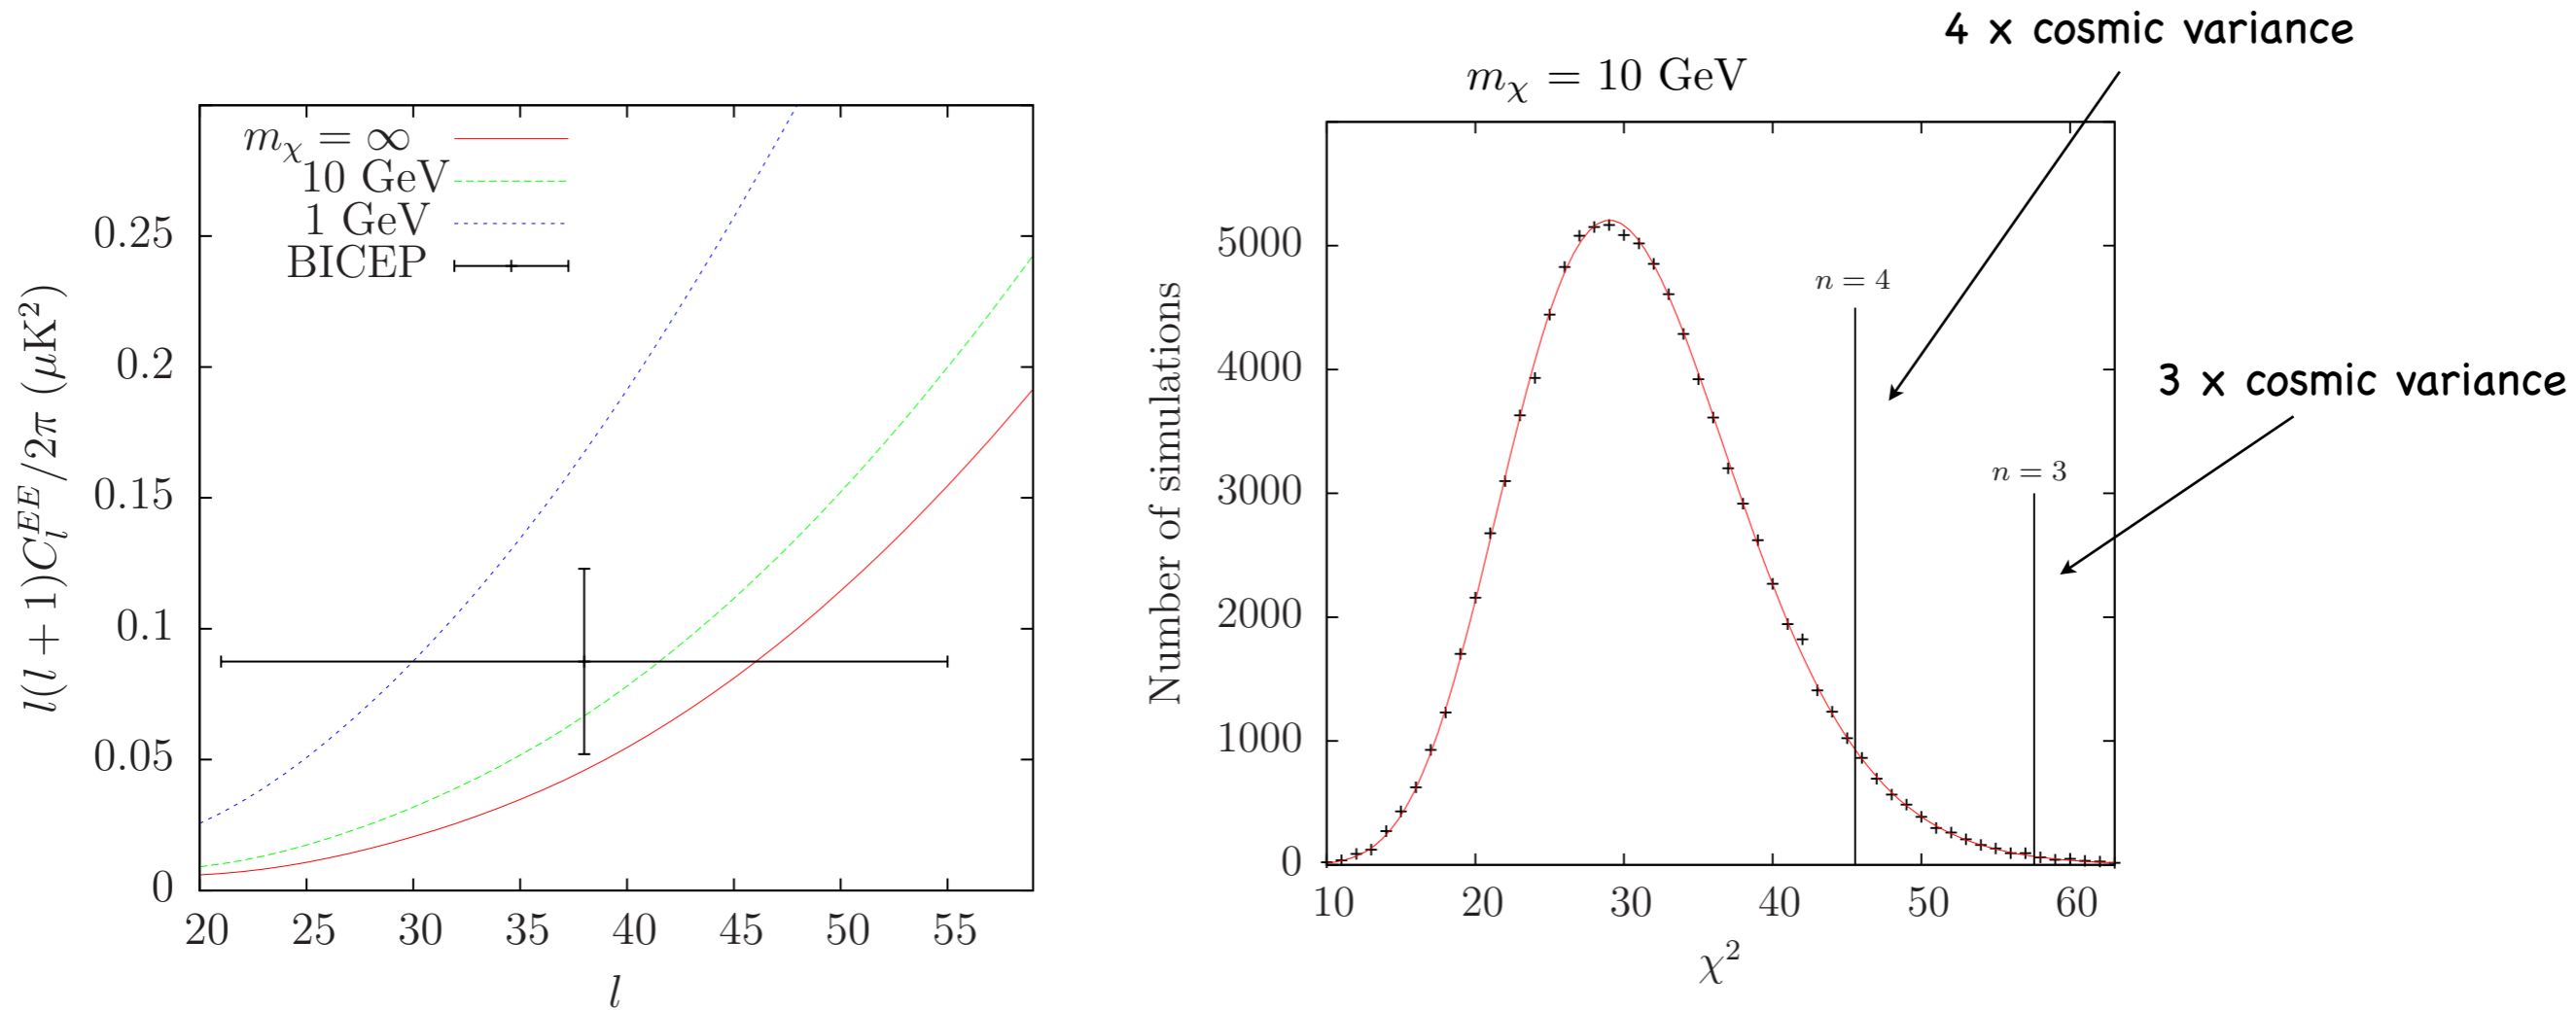 m_χ = ∞
10 GeV
1 GeV
BICEP
l(l + 1)C_l^{EE}/2π (μK²)
0.25
0.2
0.15
0.1
0.05
0
20 25 30 35 40 45 50 55
l
4 x cosmic variance
m_χ = 10 GeV
3 x cosmic variance
n = 4
n = 3
Number of simulations
5000
4000
3000
2000
1000
0
10 20 30 40 50 60
χ²